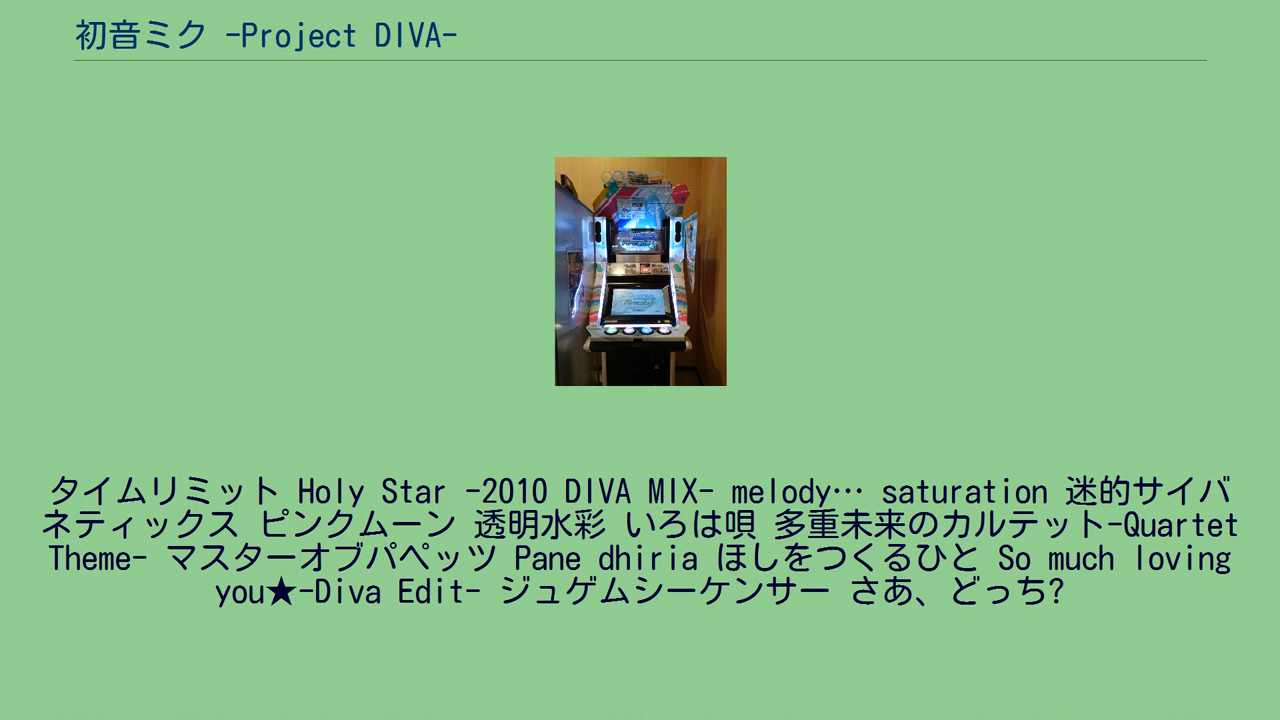 初音ミク -Project DIVA-
タイムリミット Holy Star -2010 DIVA MIX- melody… saturation 迷的サイバ
ネティックス ピンクムーン 透明水彩 いろは唄 多重未来のカルテット-Quartet
Theme- マスターオブパペッツ Pane dhiria ほしをつくるひと So much loving
you★-Diva Edit- ジュゲムシーケンサー さあ、どっち?